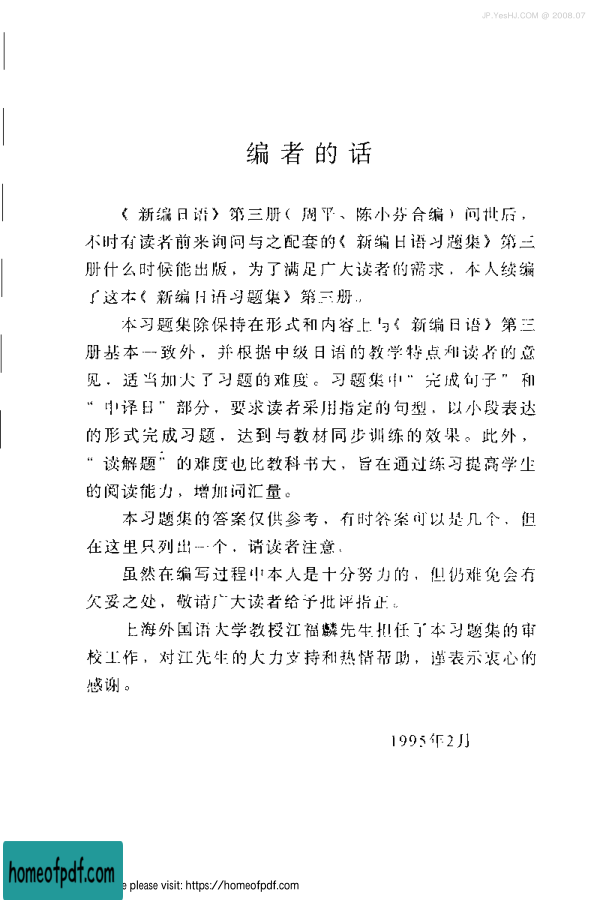 JP.YesHJ.COM @ 2008.07
编者的话
《新编日语》第三册(周平、陈小芬合编)问世后,
不时有读者前来询问与之配套的《新编日语习题集》第三
册什么时候能出版,为了满足广大读者的需求,本人续编
了这本《新编日语习题集》第三册。
本习题集除保持在形式和内容上与《新编日语》第三
册基本一致外,并根据中级日语的教学特点和读者的意
见,适当加大了习题的难度。习题集中“完成句子”和
“中译日”部分,要求读者采用指定的句型,以小段表达
的形式完成习题,达到与教材同步训练的效果。此外,
“读解题”的难度也比教科书大,旨在通过练习提高学生
的阅读能力,增加词汇量。
本习题集的答案仅供参考,有时答案可以是几个,但
在这里只列出一个,请读者注意。
虽然在编写过程中本人是十分努力的,但仍难免会有
欠妥之处,敬请广大读者给予批评指正。
上海外国语大学教授江福麟先生担任了本习题集的审
校工作,对江先生的大力支持和热情帮助,谨表示衷心的
感谢。
1995年2月
homeofpdf.com
e please visit: https://homeofpdf.com